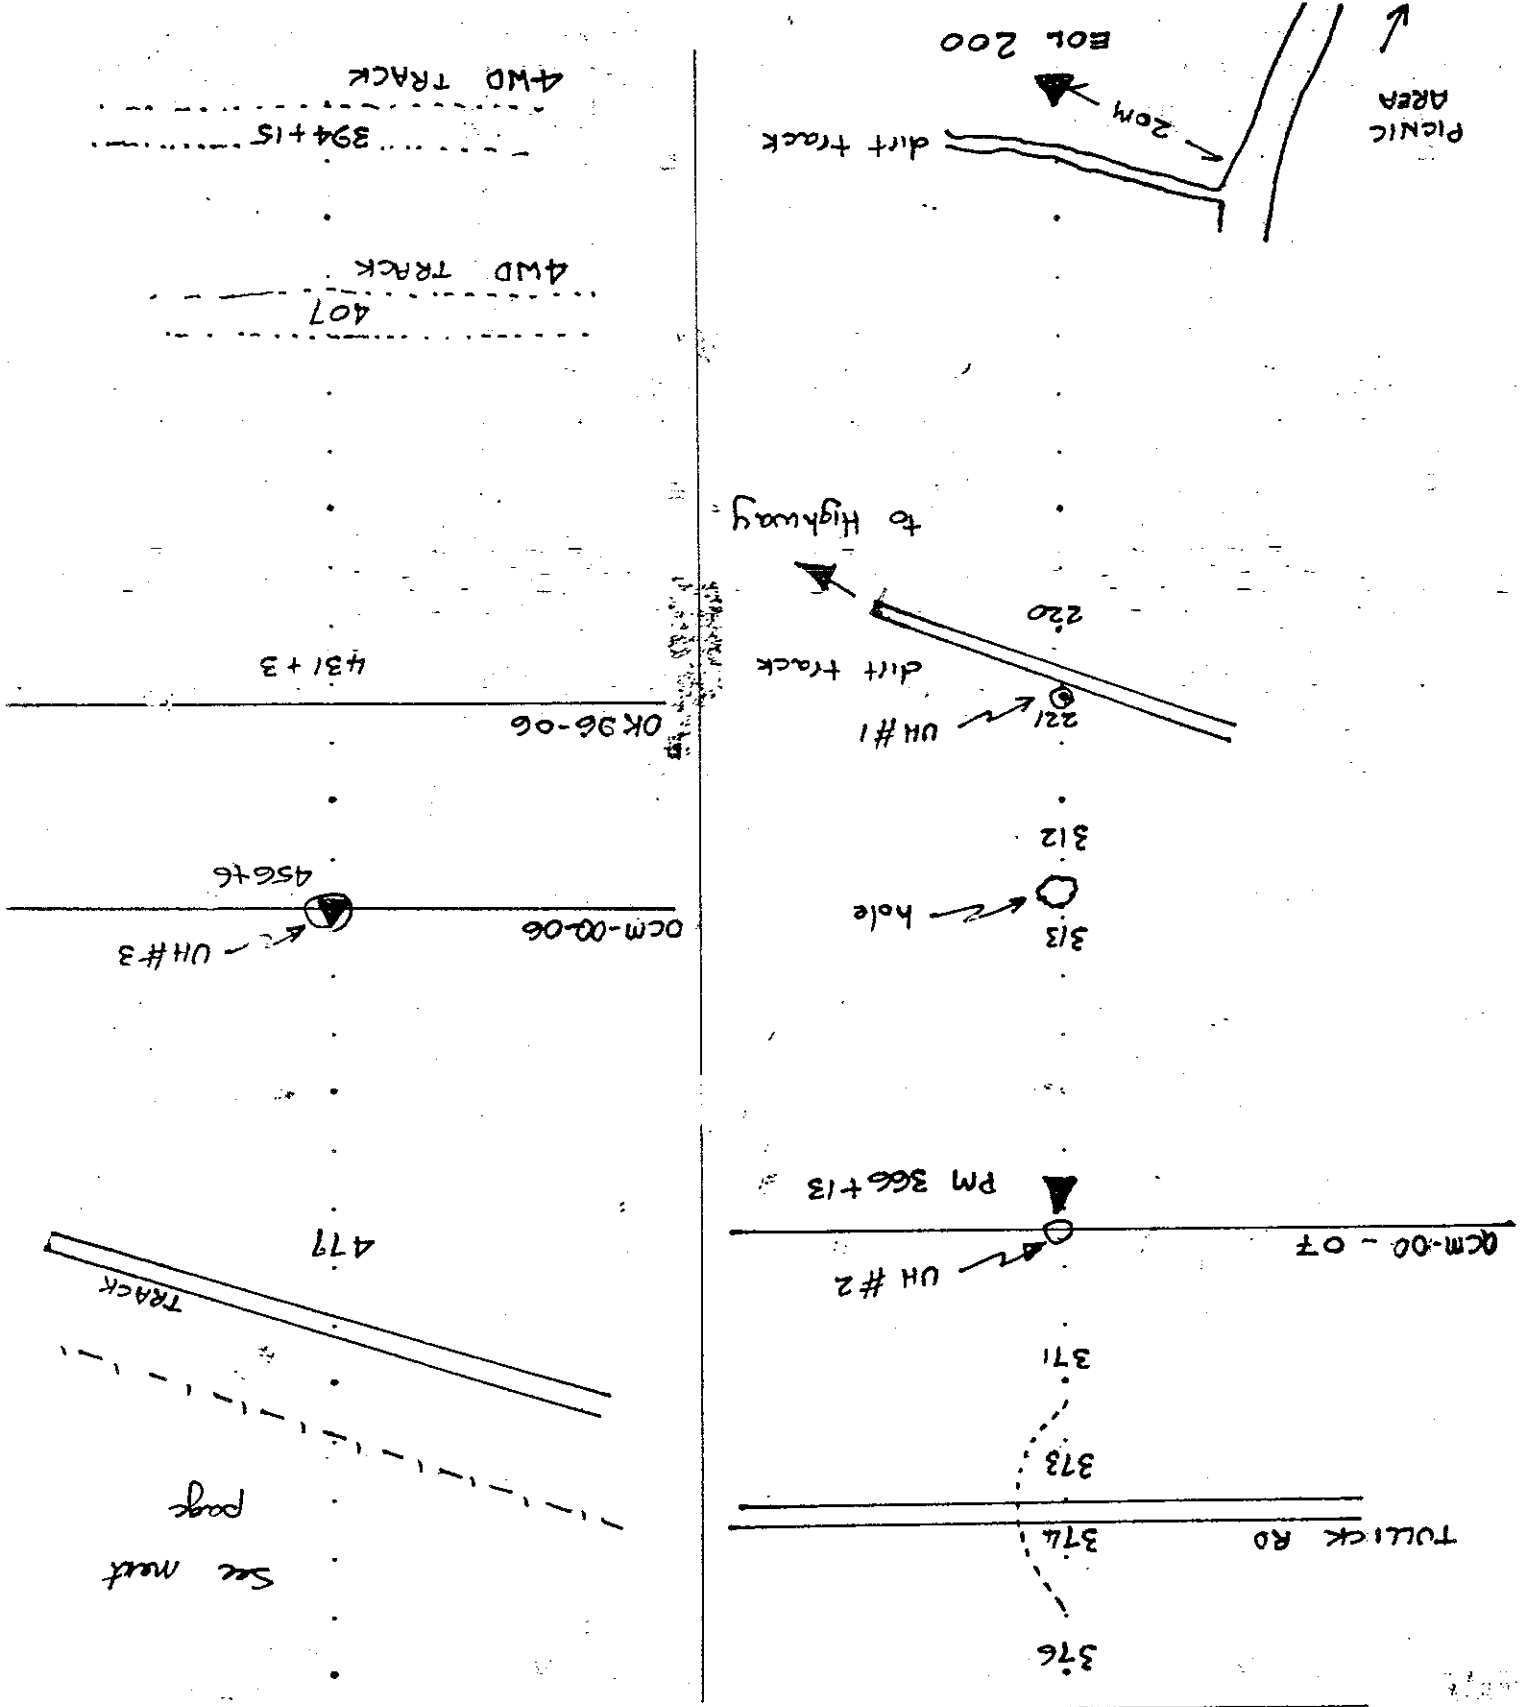 376
TULLICK RD
374
373
371
UH #2
QCM-00-07
PM 366+13
313
hole
312
221
UH #1
dirt track
220
to Highway
dirt track
PICNIC
AREA
20M
EOL 200
See next
page
TRACK
477
UH #3
OCM-00-06
456+6
OK96-06
431+3
407
4WD TRACK
394+15
4WD TRACK